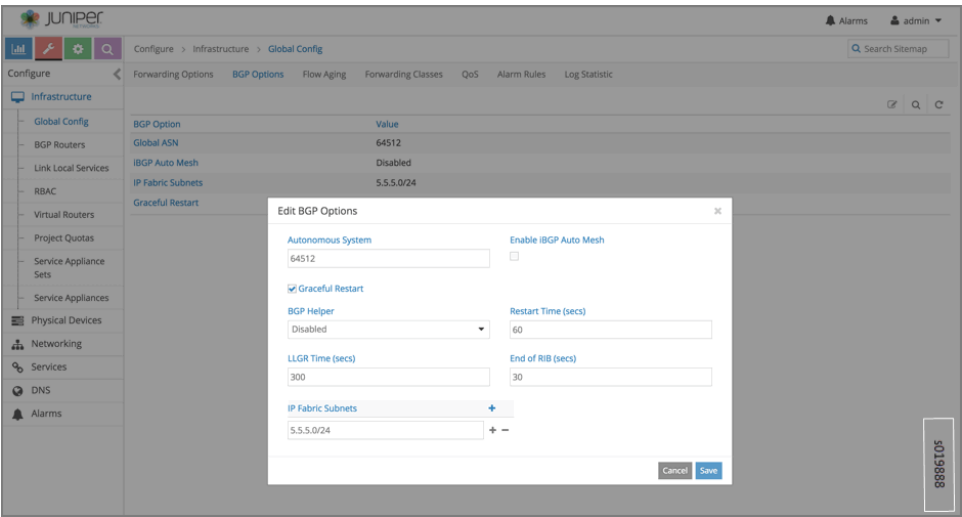 JUNIPER
NETWORKS
Alarms
admin
Configure > Infrastructure > Global Config
Search Sitemap
Configure
Forwarding Options BGP Options Flow Aging Forwarding Classes QoS Alarm Rules Log Statistic
Infrastructure
Global Config
BGP Routers
Link Local Services
RBAC
Virtual Routers
Project Quotas
Service Appliance
Sets
Service Appliances
Physical Devices
Networking
Services
DNS
Alarms
BGP Option Value
Global ASN 64512
iBGP Auto Mesh Disabled
IP Fabric Subnets 5.5.5.0/24
Graceful Restart
Edit BGP Options
Autonomous System Enable iBGP Auto Mesh
64512
Graceful Restart
BGP Helper Restart Time (secs)
Disabled 60
LLGR Time (secs) End of RIB (secs)
300 30
IP Fabric Subnets
5.5.5.0/24
Cancel Save
s019888